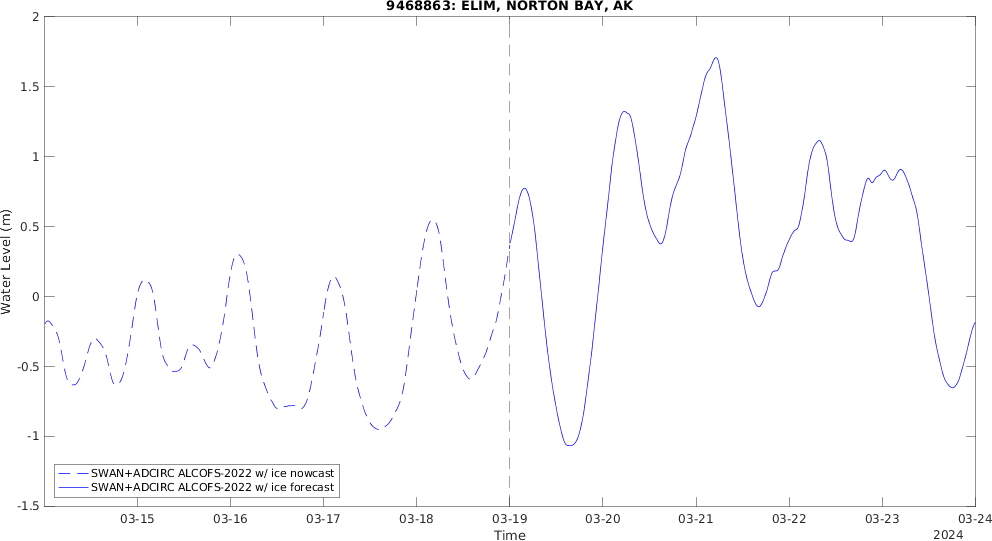 9468863: ELIM, NORTON BAY, AK
2
1.5
1
0.5
0
-0.5
-1
-1.5
Water Level (m)
SWAN+ADCIRC ALCOFS-2022 w/ ice nowcast
SWAN+ADCIRC ALCOFS-2022 w/ ice forecast
03-15 03-16 03-17 03-18 03-19 03-20 03-21 03-22 03-23 03-24
Time
2024